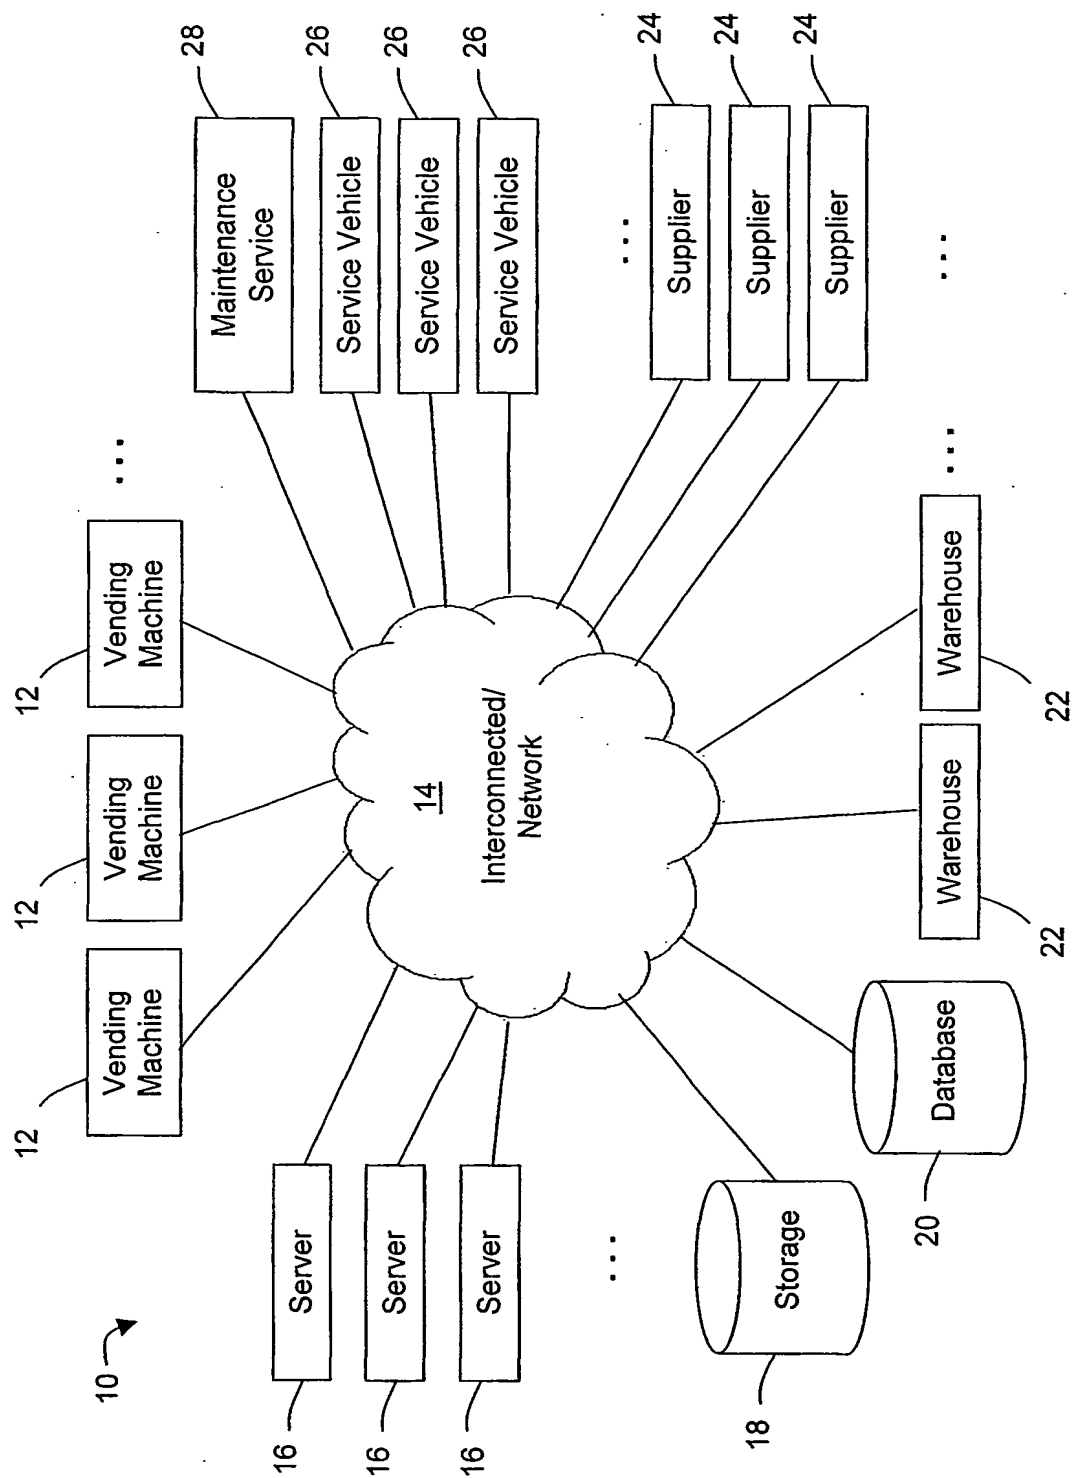 10
12
12
12
Vending
Machine
Vending
Machine
Vending
Machine
...
16
Server
16
Server
16
Server
...
14
Interconnected/
Network
Maintenance
Service
28
Service Vehicle
26
Service Vehicle
26
Service Vehicle
26
...
Supplier
24
Supplier
24
Supplier
24
...
Storage
18
Database
20
Warehouse
22
Warehouse
22
...